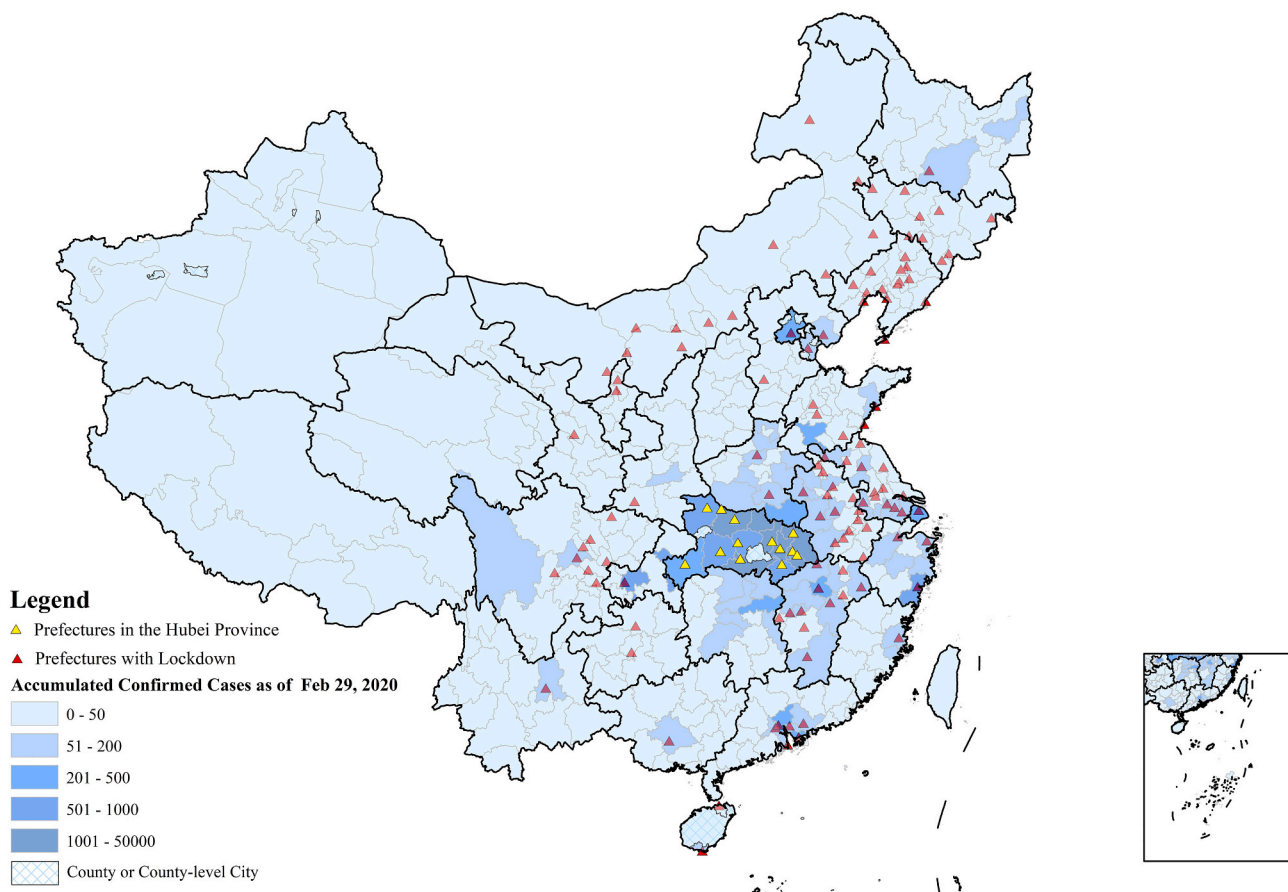 Legend
Prefectures in the Hubei Province
Prefectures with Lockdown
Accumulated Confirmed Cases as of Feb 29, 2020
0 - 50
51 - 200
201 - 500
501 - 1000
1001 - 50000
County or County-level City